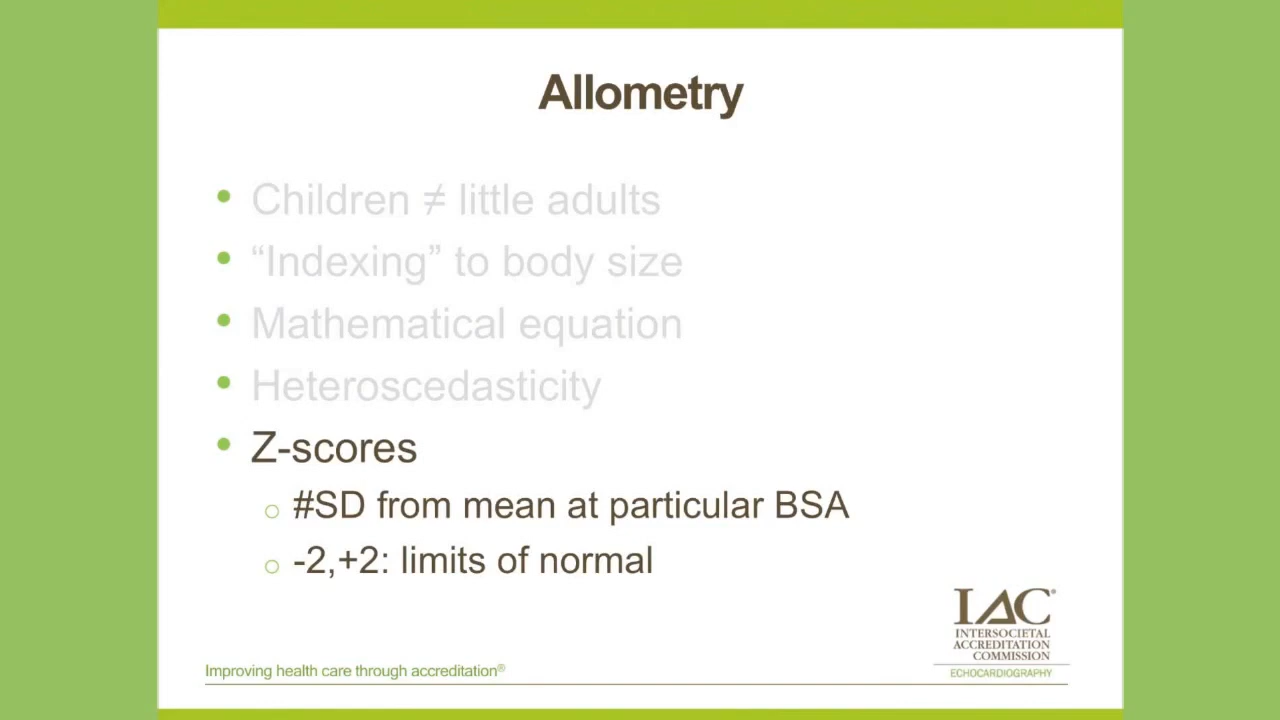 Allometry
• Children ≠ little adults
• “Indexing” to body size
• Mathematical equation
• Heteroscedasticity
• Z-scores
o #SD from mean at particular BSA
o -2,+2: limits of normal
IAC®
INTERSOCIETAL
ACCREDITATION
COMMISSION
ECHOCARDIOGRAPHY
Improving health care through accreditation®